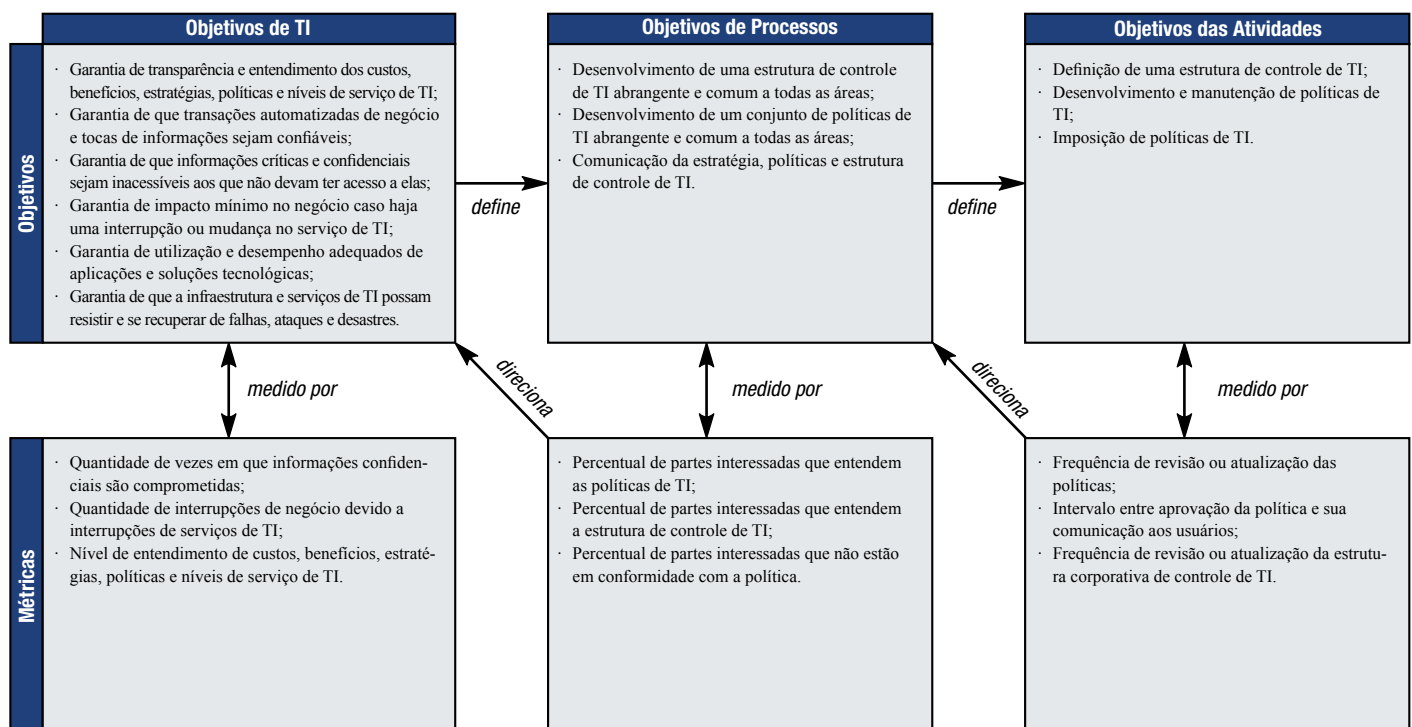 Objetivos de TI
Objetivos de Processos
Objetivos das Atividades
Objetivos
· Garantia de transparência e entendimento dos custos,
benefícios, estratégias, políticas e níveis de serviço de TI;
· Garantia de que transações automatizadas de negócio
e tocas de informações sejam confiáveis;
· Garantia de que informações críticas e confidenciais
sejam inacessíveis aos que não devam ter acesso a elas;
· Garantia de impacto mínimo no negócio caso haja
uma interrupção ou mudança no serviço de TI;
· Garantia de utilização e desempenho adequados de
aplicações e soluções tecnológicas;
· Garantia de que a infraestrutura e serviços de TI possam
resistir e se recuperar de falhas, ataques e desastres.
define
· Desenvolvimento de uma estrutura de controle
de TI abrangente e comum a todas as áreas;
· Desenvolvimento de um conjunto de políticas de
TI abrangente e comum a todas as áreas;
· Comunicação da estratégia, políticas e estrutura
de controle de TI.
define
· Definição de uma estrutura de controle de TI;
· Desenvolvimento e manutenção de políticas de
TI;
· Imposição de políticas de TI.
medido por
direciona
medido por
direciona
medido por
Métricas
· Quantidade de vezes em que informações confiden-
ciais são comprometidas;
· Quantidade de interrupções de negócio devido a
interrupções de serviços de TI;
· Nível de entendimento de custos, benefícios, estraté-
gias, políticas e níveis de serviço de TI.
· Percentual de partes interessadas que entendem
as políticas de TI;
· Percentual de partes interessadas que entendem
a estrutura de controle de TI;
· Percentual de partes interessadas que não estão
em conformidade com a política.
· Frequência de revisão ou atualização das
políticas;
· Intervalo entre aprovação da política e sua
comunicação aos usuários;
· Frequência de revisão ou atualização da estrutu-
ra corporativa de controle de TI.